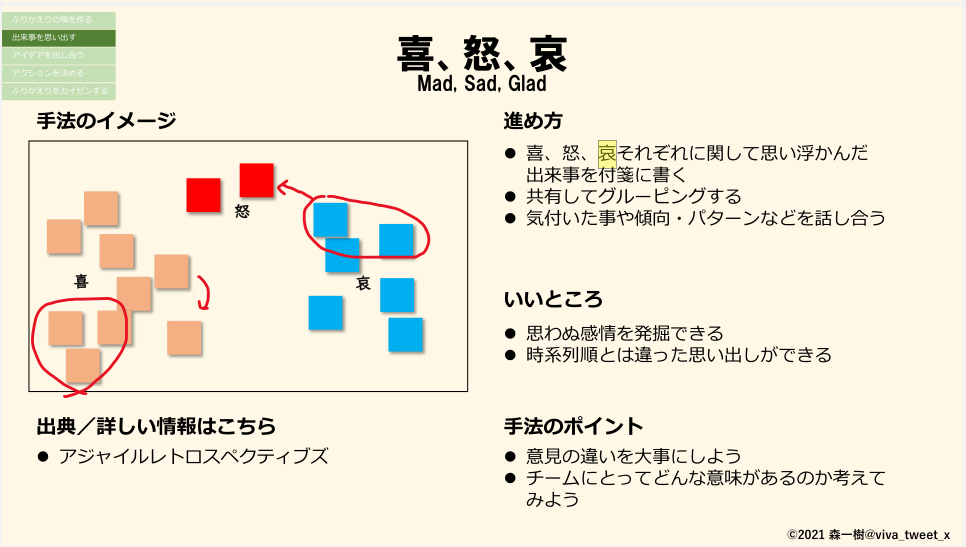 ふりかえりの場を作る
出来事を思い出す
アイデアを出し合う
アクションを決める
ふりかえりをカイゼンする
喜、怒、哀
Mad, Sad, Glad
手法のイメージ
怒
喜
哀
出典／詳しい情報はこちら
● アジャイルレトロスペクティブズ
進め方
● 喜、怒、哀それぞれに関して思い浮かんだ
出来事を付箋に書く
● 共有してグルーピングする
● 気付いた事や傾向・パターンなどを話し合う
いいところ
● 思わぬ感情を発掘できる
● 時系列順とは違った思い出しができる
手法のポイント
● 意見の違いを大事にしよう
● チームにとってどんな意味があるのか考えて
みよう
©2021 森一樹@viva_tweet_x